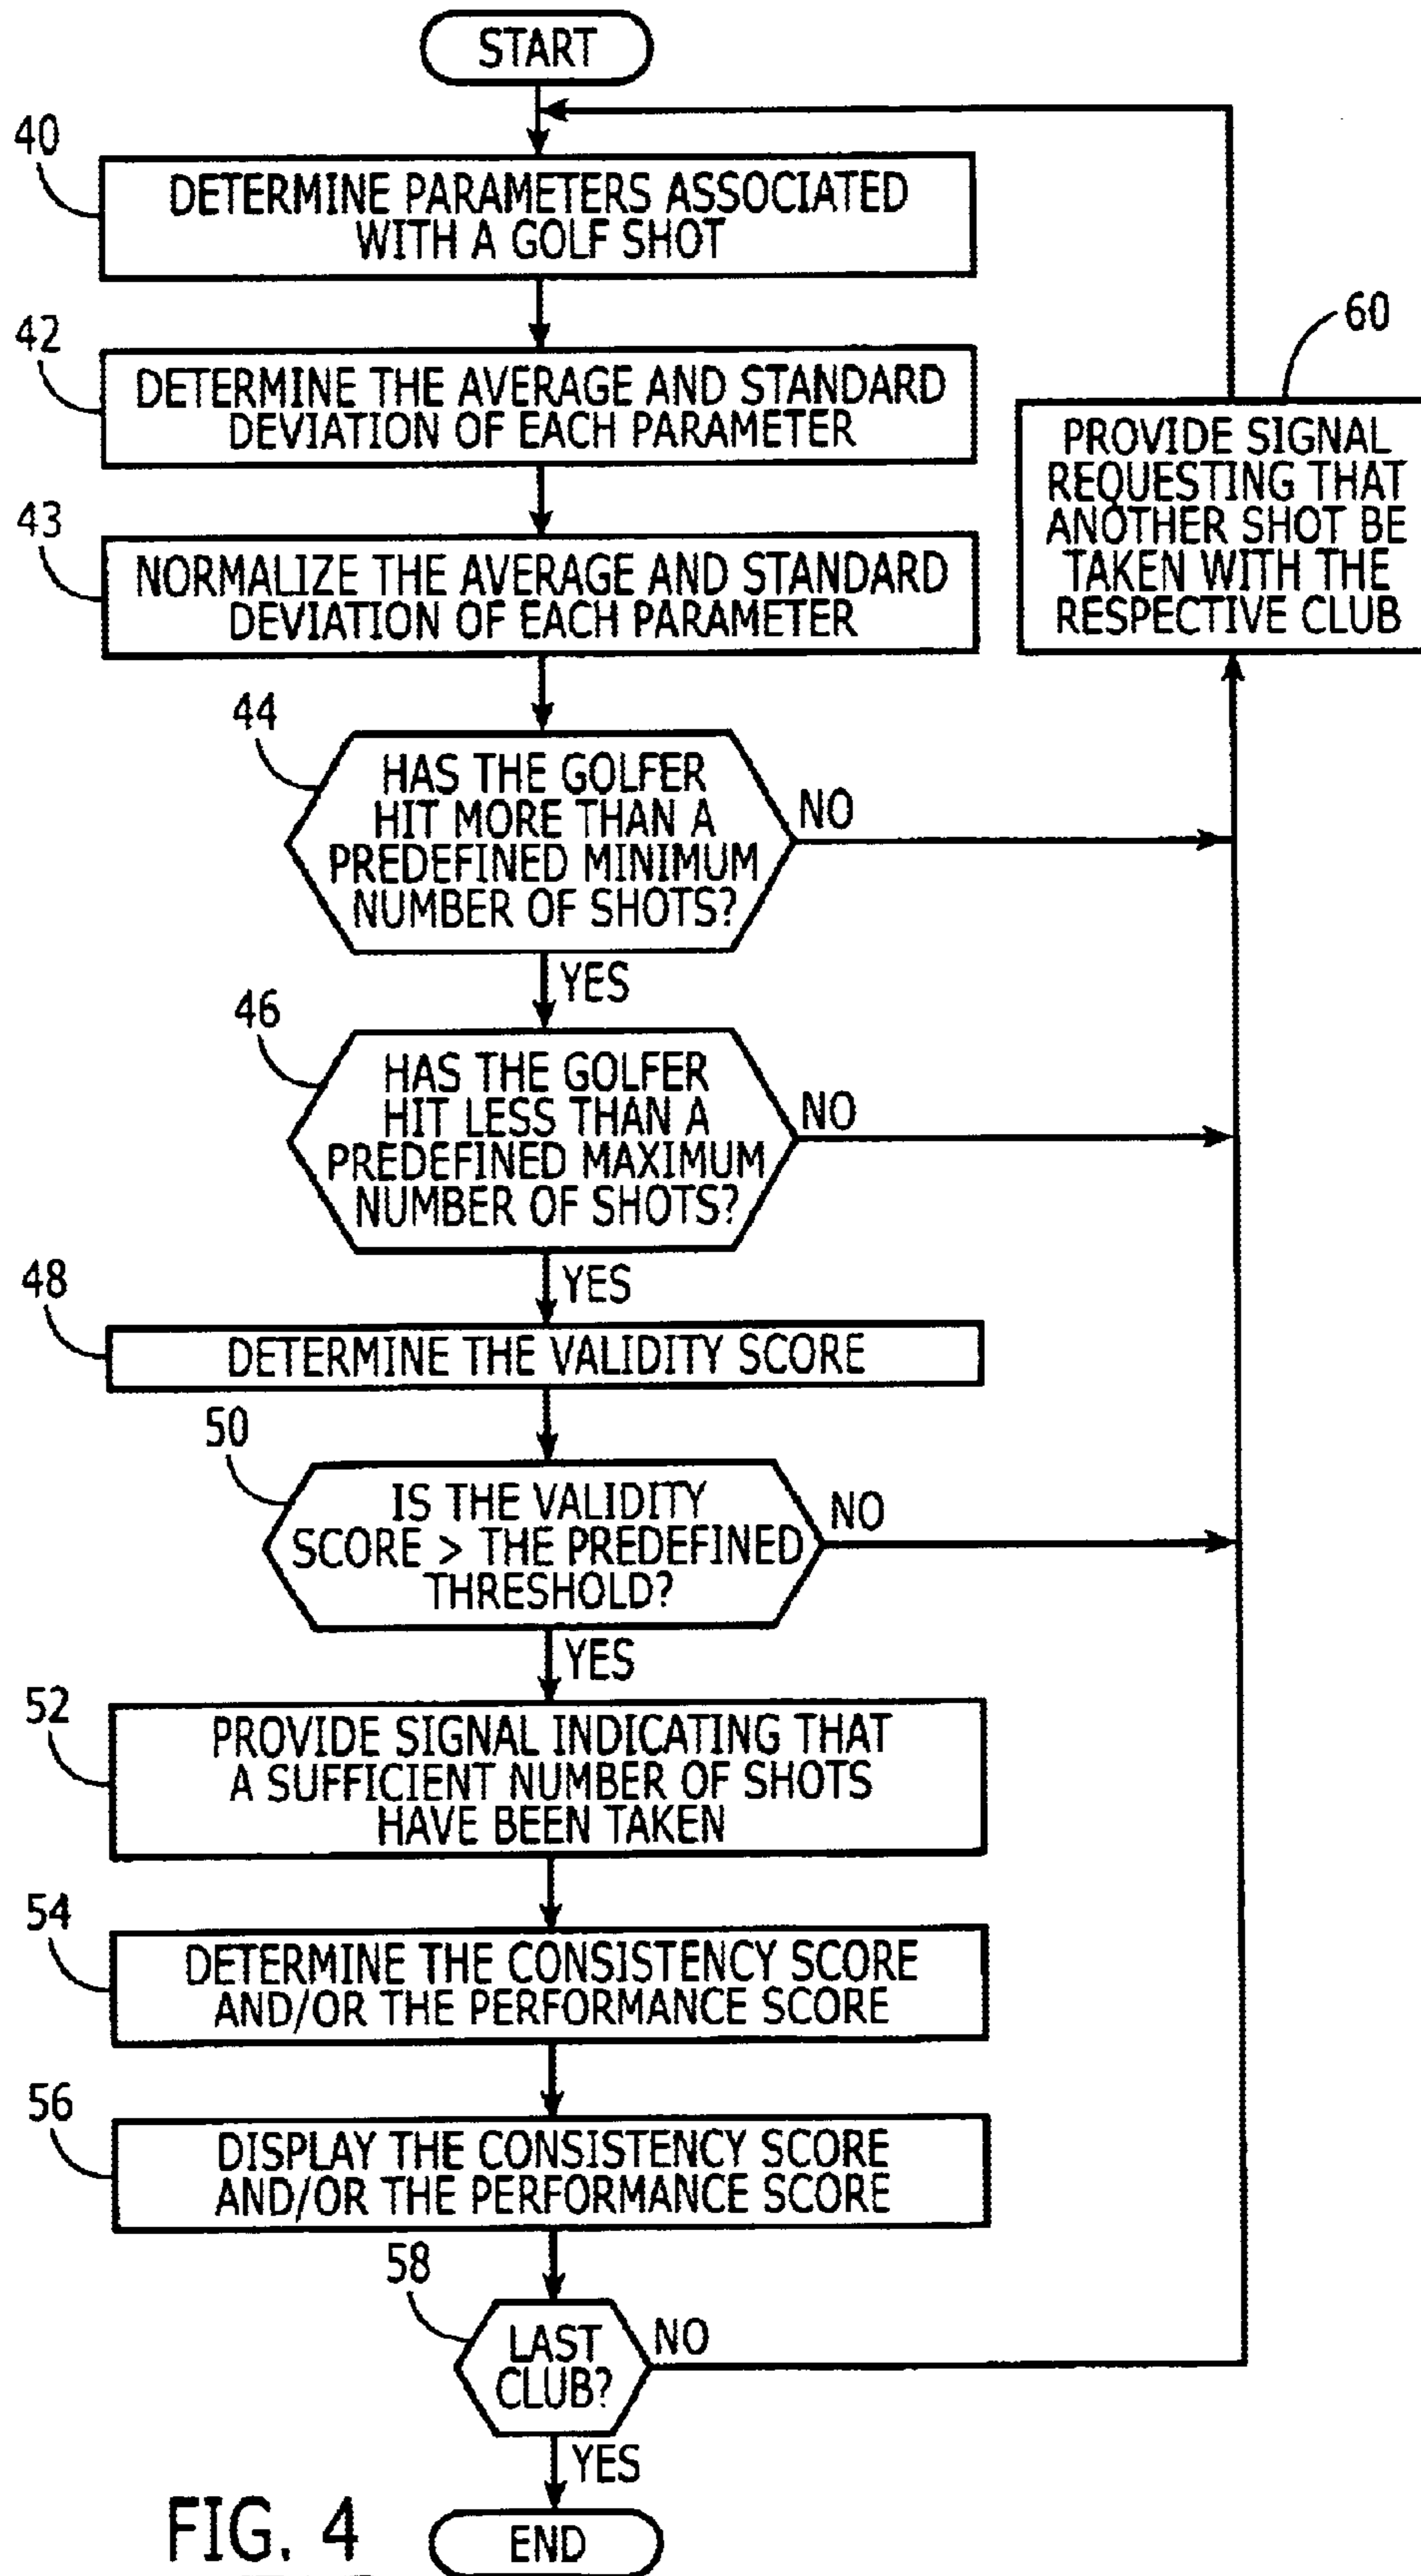 START
40
DETERMINE PARAMETERS ASSOCIATED
WITH A GOLF SHOT
42
DETERMINE THE AVERAGE AND STANDARD
DEVIATION OF EACH PARAMETER
60
PROVIDE SIGNAL
REQUESTING THAT
ANOTHER SHOT BE
TAKEN WITH THE
RESPECTIVE CLUB
43
NORMALIZE THE AVERAGE AND STANDARD
DEVIATION OF EACH PARAMETER
44
HAS THE GOLFER
HIT MORE THAN A
PREDEFINED MINIMUM
NUMBER OF SHOTS?
NO
YES
46
HAS THE GOLFER
HIT LESS THAN A
PREDEFINED MAXIMUM
NUMBER OF SHOTS?
NO
YES
48
DETERMINE THE VALIDITY SCORE
50
IS THE VALIDITY
SCORE > THE PREDEFINED
THRESHOLD?
NO
YES
52
PROVIDE SIGNAL INDICATING THAT
A SUFFICIENT NUMBER OF SHOTS
HAVE BEEN TAKEN
54
DETERMINE THE CONSISTENCY SCORE
AND/OR THE PERFORMANCE SCORE
56
DISPLAY THE CONSISTENCY SCORE
AND/OR THE PERFORMANCE SCORE
58
LAST
CLUB?
NO
YES
END
FIG. 4